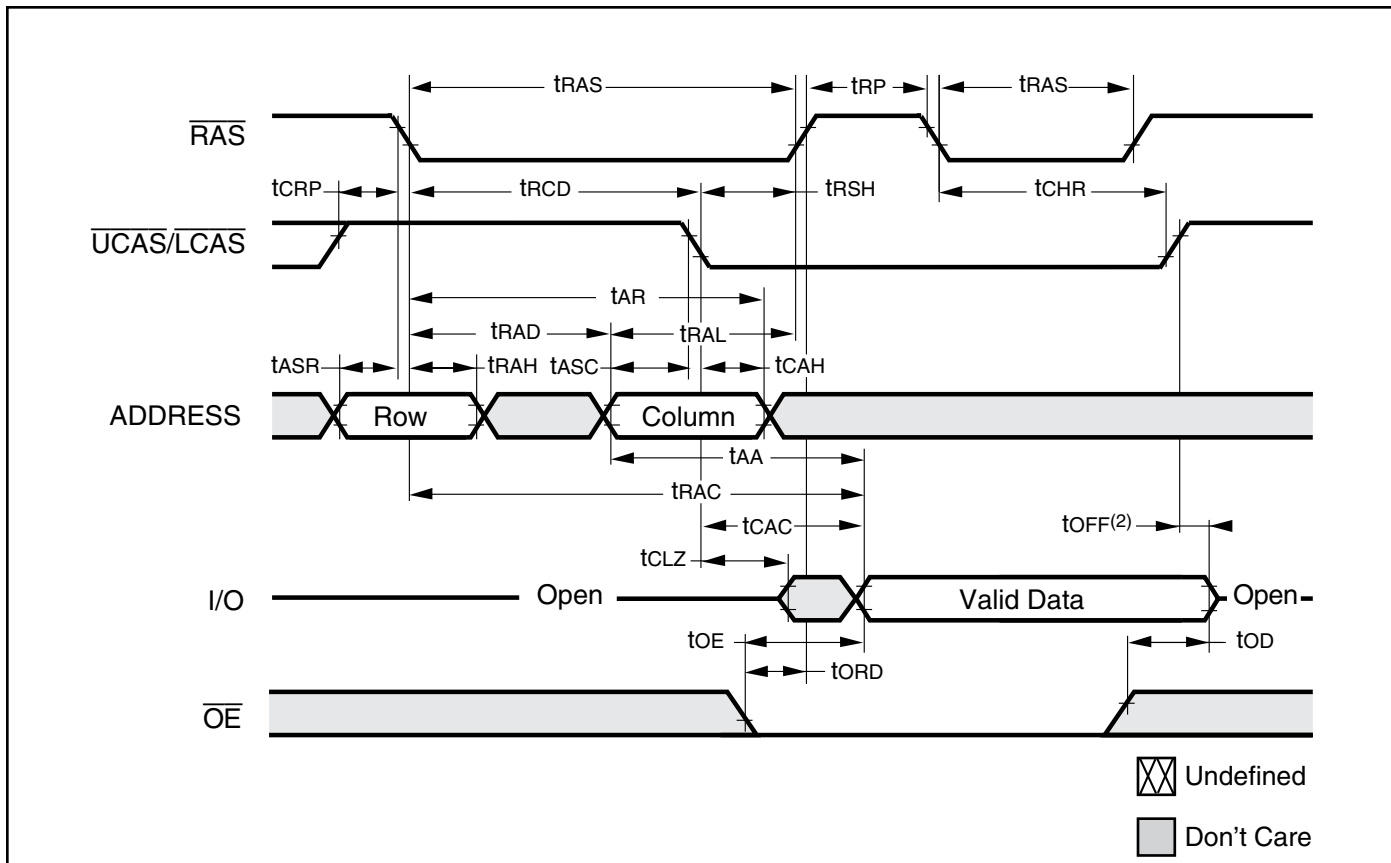 tRAS tRP tRAS
RAS
tCRP tRCD tRSH tCHR
UCAS/LCAS
tAR
tRAD tRAL
tASR tRAH tASC tCAH
ADDRESS Row Column
tAA
tRAC
tCAC tOFF(2)
tCLZ
I/O Open Valid Data Open
tOE tOD
tORD
OE
Undefined
Don't Care